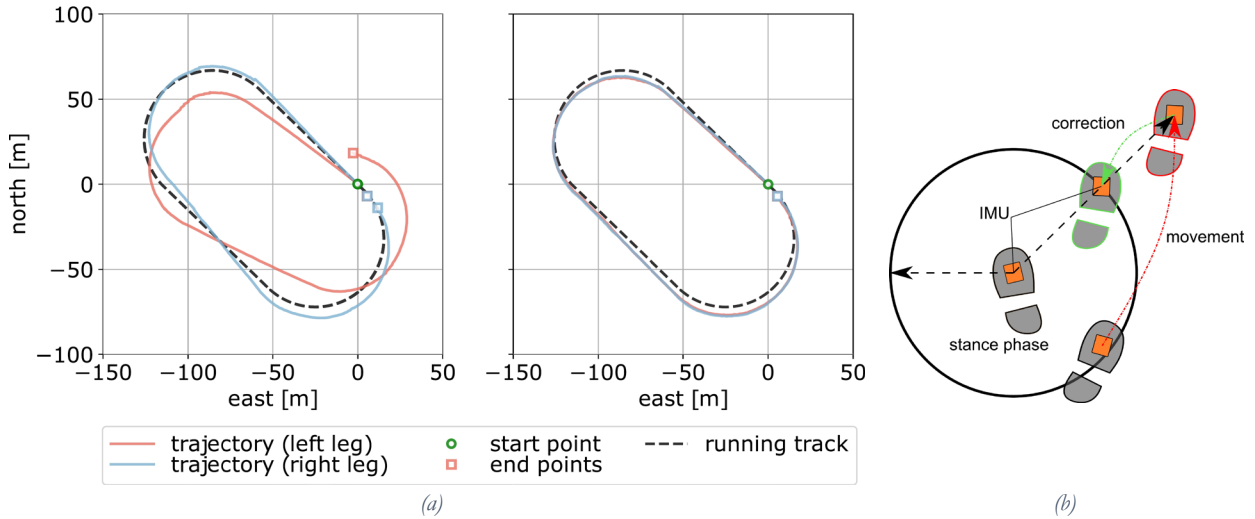 100
50
0
−50
−100
north [m]
−150
−100
−50
0
50
east [m]
−150
−100
−50
0
50
east [m]
trajectory (left leg)
trajectory (right leg)
start point
end points
running track
(a)
correction
IMU
movement
stance phase
(b)